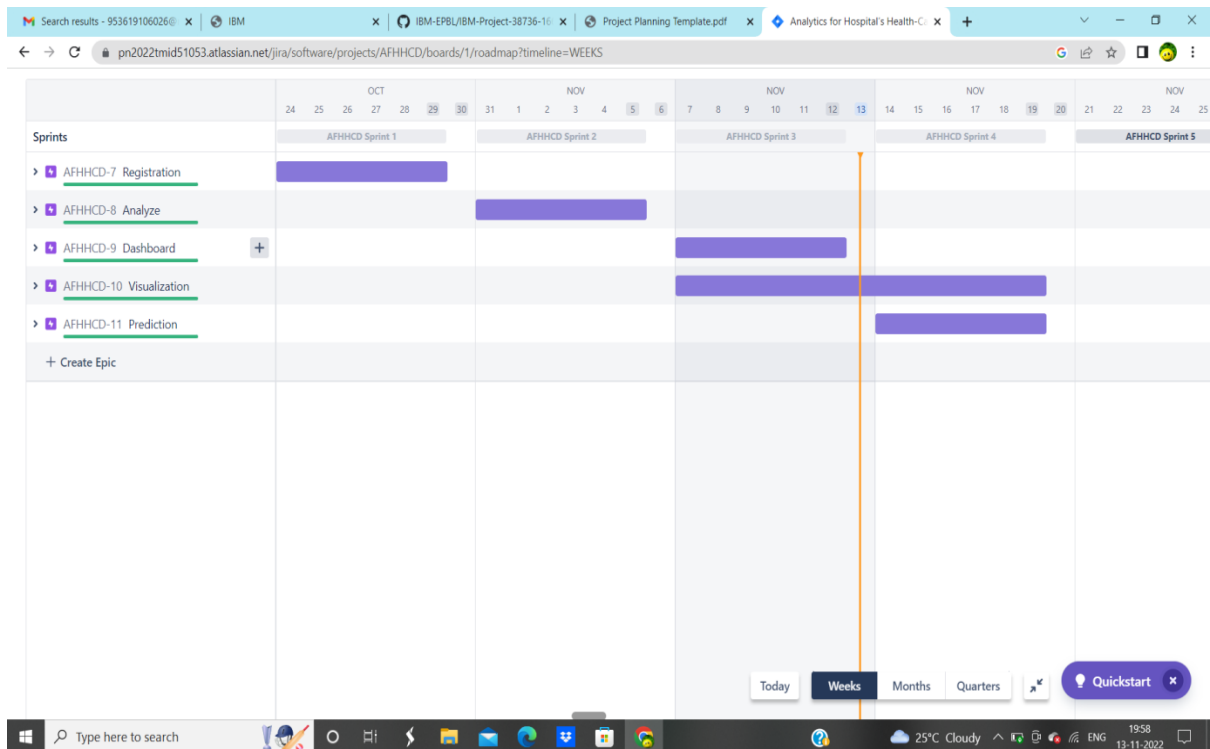 Search results - 953619106026@
IBM
IBM-EPBL/IBM-Project-38736-16
Project Planning Template.pdf
Analytics for Hospital's Health-Ca
pn2022tmid51053.atlassian.net/jira/software/projects/AFHHCD/boards/1/roadmap?timeline=WEEKS
OCT NOV NOV NOV NOV
24 25 26 27 28 29 30 31 1 2 3 4 5 6 7 8 9 10 11 12 13 14 15 16 17 18 19 20 21 22 23 24 25
Sprints AFHHCD Sprint 1 AFHHCD Sprint 2 AFHHCD Sprint 3 AFHHCD Sprint 4 AFHHCD Sprint 5
AFHHCD-7 Registration
AFHHCD-8 Analyze
AFHHCD-9 Dashboard +
AFHHCD-10 Visualization
AFHHCD-11 Prediction
+ Create Epic
Today Weeks Months Quarters Quickstart
Type here to search
25°C Cloudy ENG 19:58
13-11-2022